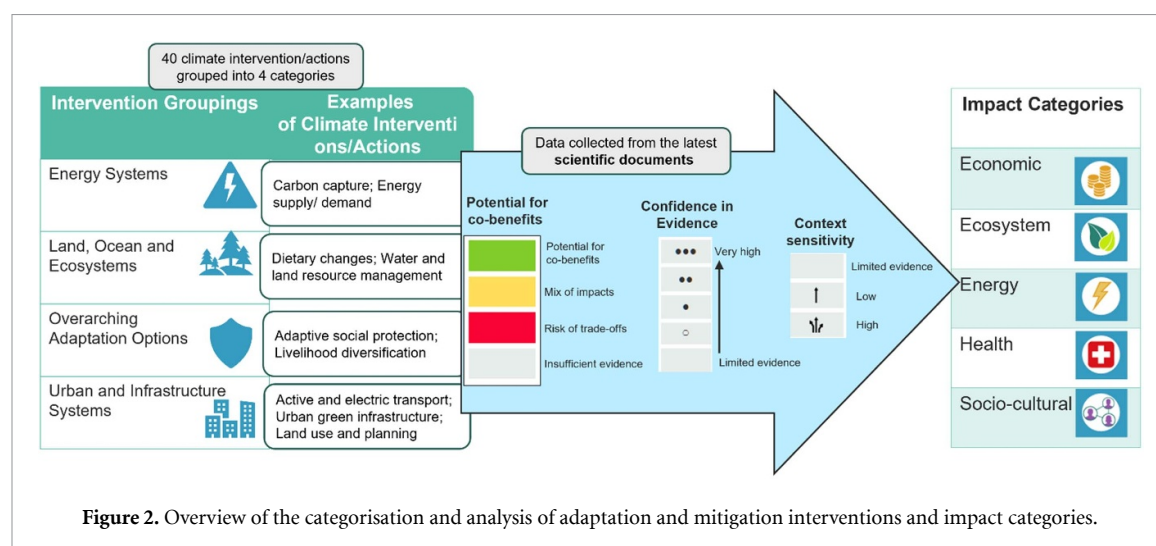 40 climate intervention/actions
grouped into 4 categories
Intervention Groupings
Examples
of Climate Interventi
ons/Actions
Energy Systems
Carbon capture; Energy
supply/ demand
Land, Ocean and
Ecosystems
Dietary changes; Water and
land resource management
Overarching
Adaptation Options
Adaptive social protection;
Livelihood diversification
Urban and Infrastructure
Systems
Active and electric transport;
Urban green infrastructure;
Land use and planning
Data collected from the latest
scientific documents
Potential for
co-benefits
Potential for
co-benefits
Mix of impacts
Risk of trade-offs
Insufficient evidence
Confidence in
Evidence
Very high
Limited evidence
Context
sensitivity
Limited evidence
Low
High
Impact Categories
Economic
Ecosystem
Energy
Health
Socio-cultural
Figure 2. Overview of the categorisation and analysis of adaptation and mitigation interventions and impact categories.